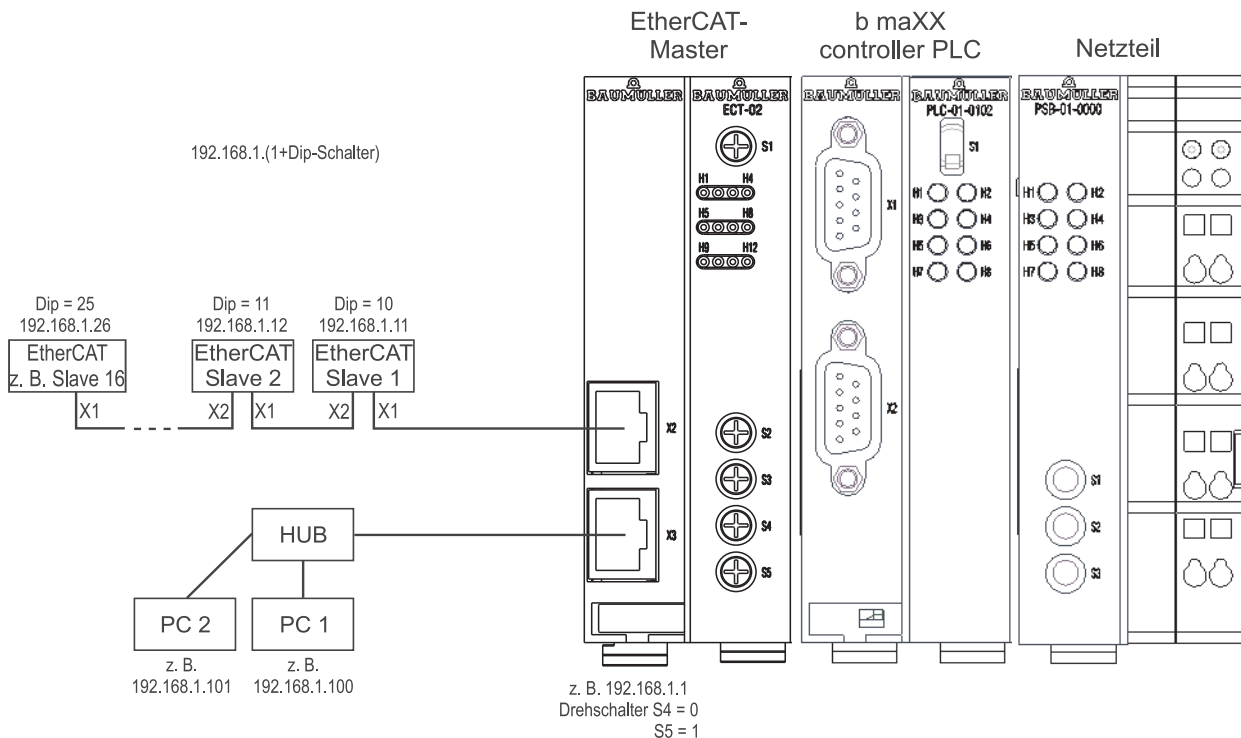 EtherCAT-
Master
b maXX
controller PLC
Netzteil
BAUMÜLLER
BAUMÜLLER
ECT-02
BAUMÜLLER
BAUMÜLLER
PLC-01-0102
BAUMÜLLER
PSB-01-0000
192.168.1.(1+Dip-Schalter)
S1
H1 H4
H5 H8
H9 H12
S2
S3
S4
S5
X2
X3
X1
X2
S1
H1 H2
H3 H4
H5 H6
H7 H8
H1 H2
H3 H4
H5 H6
H7 H8
S1
S2
S3
Dip = 25
192.168.1.26
EtherCAT
z. B. Slave 16
X1
Dip = 11
192.168.1.12
EtherCAT
Slave 2
X2 X1
Dip = 10
192.168.1.11
EtherCAT
Slave 1
X2 X1
HUB
PC 2
z. B.
192.168.1.101
PC 1
z. B.
192.168.1.100
z. B. 192.168.1.1
Drehschalter S4 = 0
S5 = 1